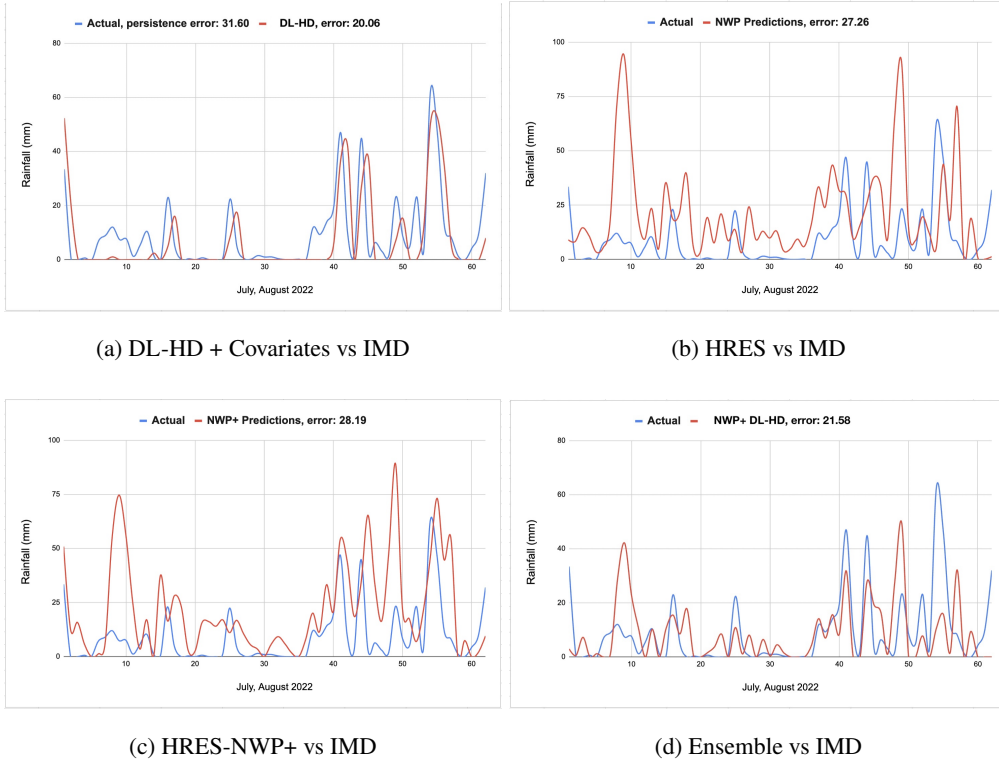 Actual, persistence error: 31.60 DL-HD, error: 20.06
80
60
40
20
0
Rainfall (mm)
10 20 30 40 50 60
July, August 2022
(a) DL-HD + Covariates vs IMD
Actual NWP Predictions, error: 27.26
100
75
50
25
0
Rainfall (mm)
10 20 30 40 50 60
July, August 2022
(b) HRES vs IMD
Actual NWP+ Predictions, error: 28.19
100
75
50
25
0
Rainfall (mm)
10 20 30 40 50 60
July, August 2022
(c) HRES-NWP+ vs IMD
Actual NWP+ DL-HD, error: 21.58
80
60
40
20
0
Rainfall (mm)
10 20 30 40 50 60
July, August 2022
(d) Ensemble vs IMD